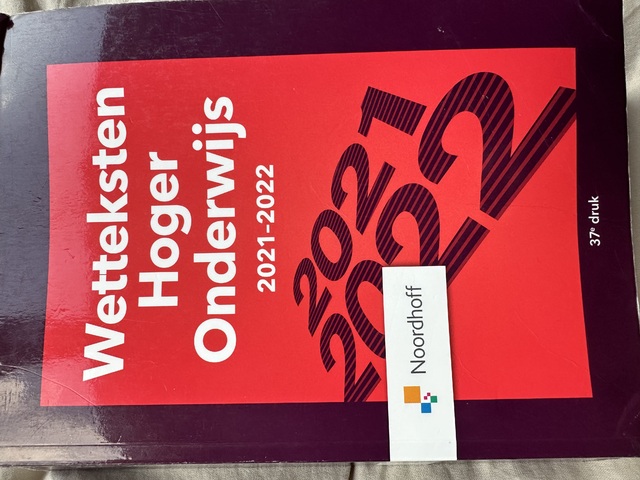 Wetteksten
Hoger
Onderwijs
2021-2022
2021
2022
37e druk
Noordhoff